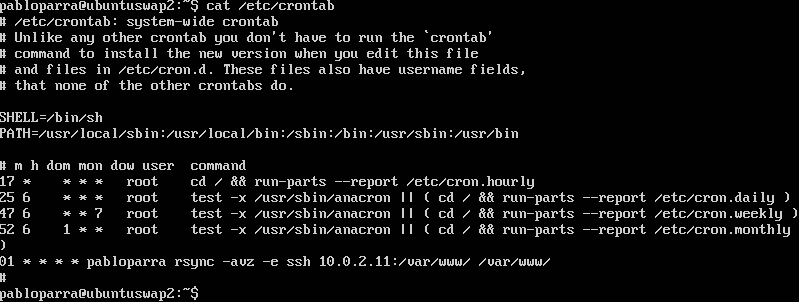 pabloparra@ubuntuswap2:~$ cat /etc/crontab
# /etc/crontab: system-wide crontab
# Unlike any other crontab you don't have to run the `crontab'
# command to install the new version when you edit this file
# and files in /etc/cron.d. These files also have username fields,
# that none of the other crontabs do.

SHELL=/bin/sh
PATH=/usr/local/sbin:/usr/local/bin:/sbin:/bin:/usr/sbin:/usr/bin

# m h dom mon dow user  command
17 *    * * *   root    cd / && run-parts --report /etc/cron.hourly
25 6    * * *   root    test -x /usr/sbin/anacron || ( cd / && run-parts --report /etc/cron.daily )
47 6    * * 7   root    test -x /usr/sbin/anacron || ( cd / && run-parts --report /etc/cron.weekly )
52 6    1 * *   root    test -x /usr/sbin/anacron || ( cd / && run-parts --report /etc/cron.monthly
)
01 * * * * pabloparra rsync -avz -e ssh 10.0.2.11:/var/www/ /var/www/
#
pabloparra@ubuntuswap2:~$